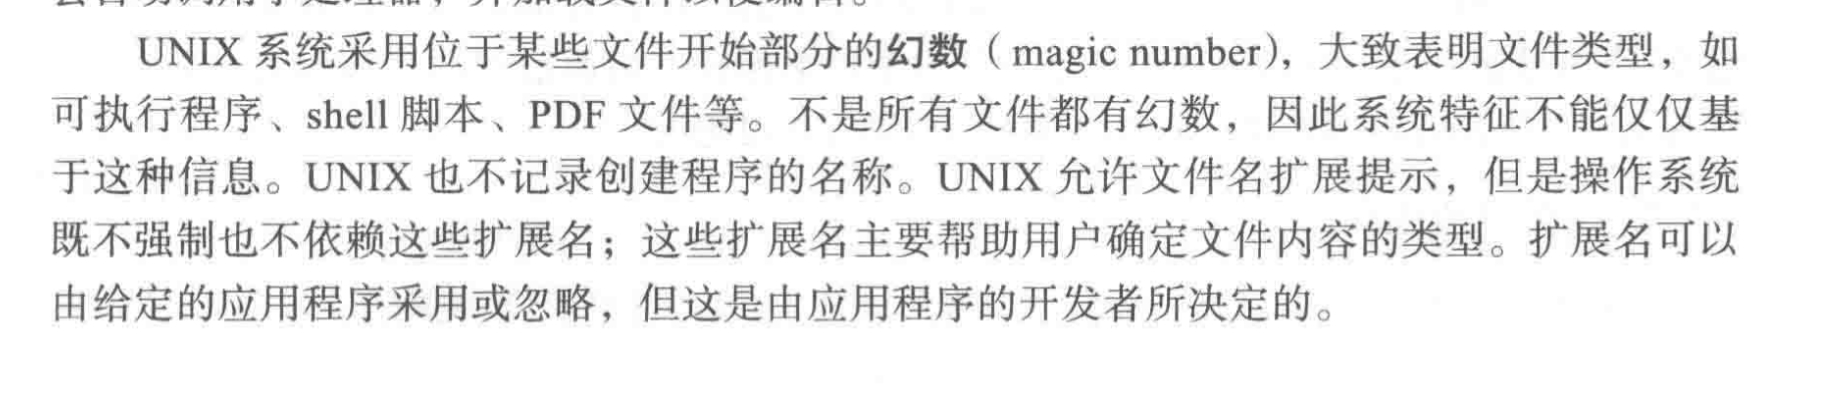 UNIX 系统采用位于某些文件开始部分的幻数（magic number），大致表明文件类型，如
可执行程序、shell 脚本、PDF 文件等。不是所有文件都有幻数，因此系统特征不能仅仅基
于这种信息。UNIX 也不记录创建程序的名称。UNIX 允许文件名扩展提示，但是操作系统
既不强制也不依赖这些扩展名；这些扩展名主要帮助用户确定文件内容的类型。扩展名可以
由给定的应用程序采用或忽略，但这是由应用程序的开发者所决定的。